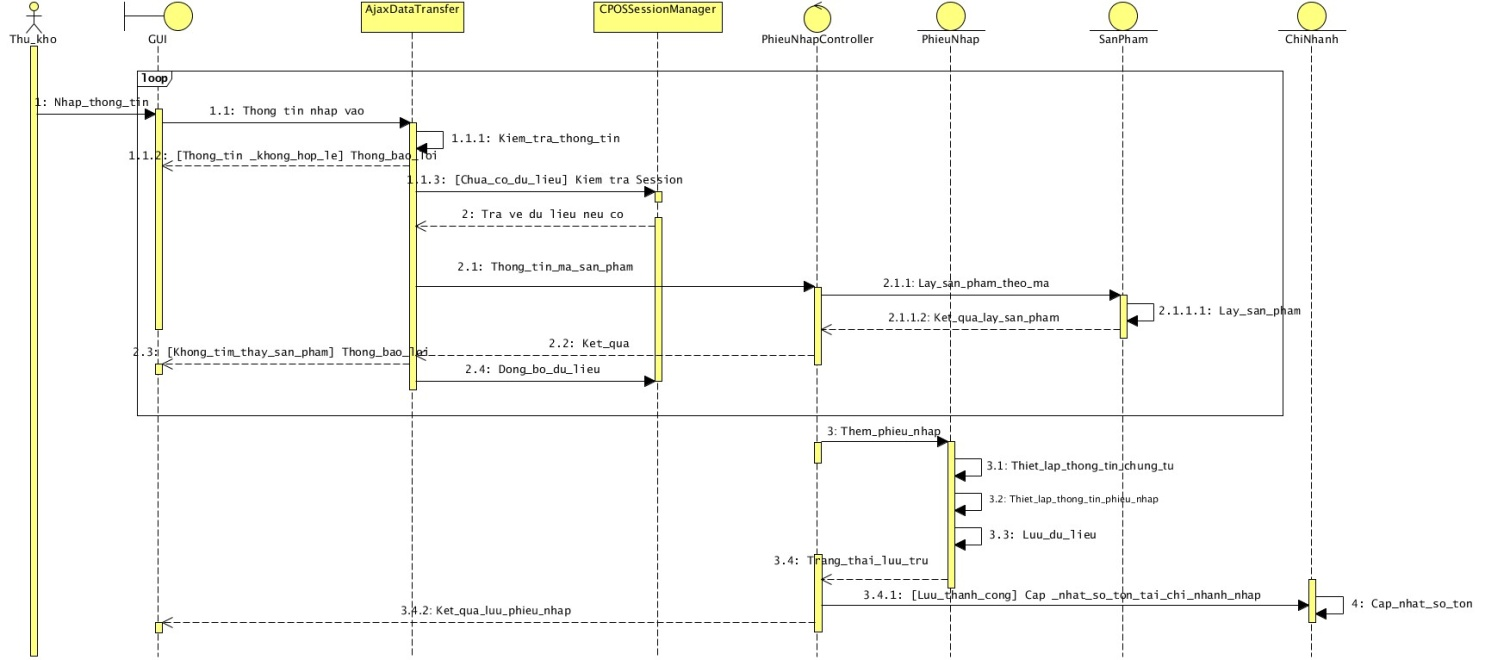 AjaxDataTransfer
CPOSSessionManager
Thu_kho
GUI
PhieuNhapController
PhieuNhap
SanPham
ChiNhanh
loop
1: Nhap_thong_tin
1.1: Thong tin nhap vao
1.1.1: Kiem_tra_thong_tin
1.1.2: [Thong_tin _khong_hop_le] Thong_bao_loi
1.1.3: [Chua_co_du_lieu] Kiem tra Session
2: Tra ve du lieu neu co
2.1: Thong_tin_ma_san_pham
2.1.1: Lay_san_pham_theo_ma
2.1.1.1: Lay_san_pham
2.1.1.2: Ket_qua_lay_san_pham
2.2: Ket_qua
2.3: [Khong_tim_thay_san_pham] Thong_bao_loi
2.4: Dong_bo_du_lieu
3: Them_phieu_nhap
3.1: Thiet_lap_thong_tin_chung_tu
3.2: Thiet_lap_thong_tin_phieu_nhap
3.3: Luu_du_lieu
3.4: Trang_thai_luu_tru
3.4.1: [Luu_thanh_cong] Cap _nhat_so_ton_tai_chi_nhanh_nhap
4: Cap_nhat_so_ton
3.4.2: Ket_qua_luu_phieu_nhap